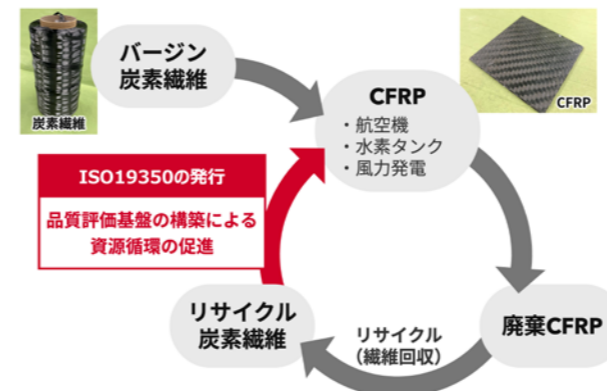 バージン
炭素繊維
炭素繊維
CFRP
・航空機
・水素タンク
・風力発電
CFRP
ISO19350の発行
品質評価基盤の構築による
資源循環の促進
リサイクル
炭素繊維
リサイクル
（繊維回収）
廃棄CFRP